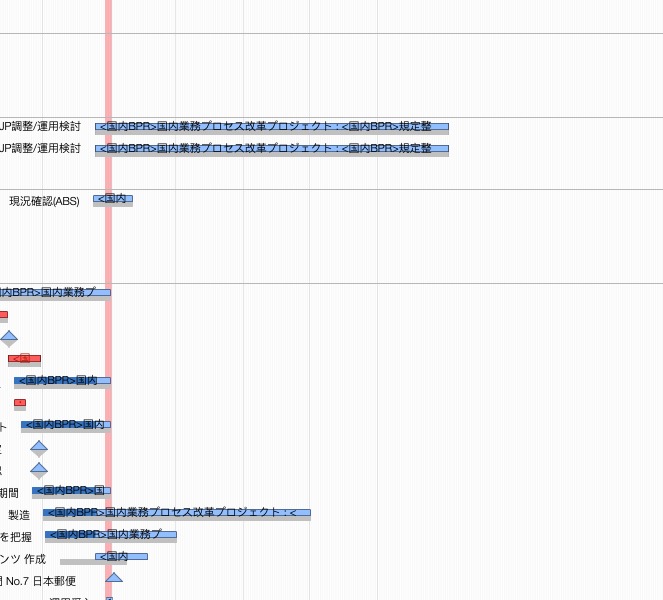 JP調整/運用検討 <国内BPR>国内業務プロセス改革プロジェクト : <国内BPR>規定整
JP調整/運用検討 <国内BPR>国内業務プロセス改革プロジェクト : <国内BPR>規定整
現況確認(ABS) <国内
内BPR>国内業務プ
<国
<国内BPR>国内
ト <国内BPR>国内
期間 <国内BPR>国
製造 <国内BPR>国内業務プロセス改革プロジェクト : <
を把握 <国内BPR>国内業務プ
ンツ 作成 <国内
No.7 日本郵便